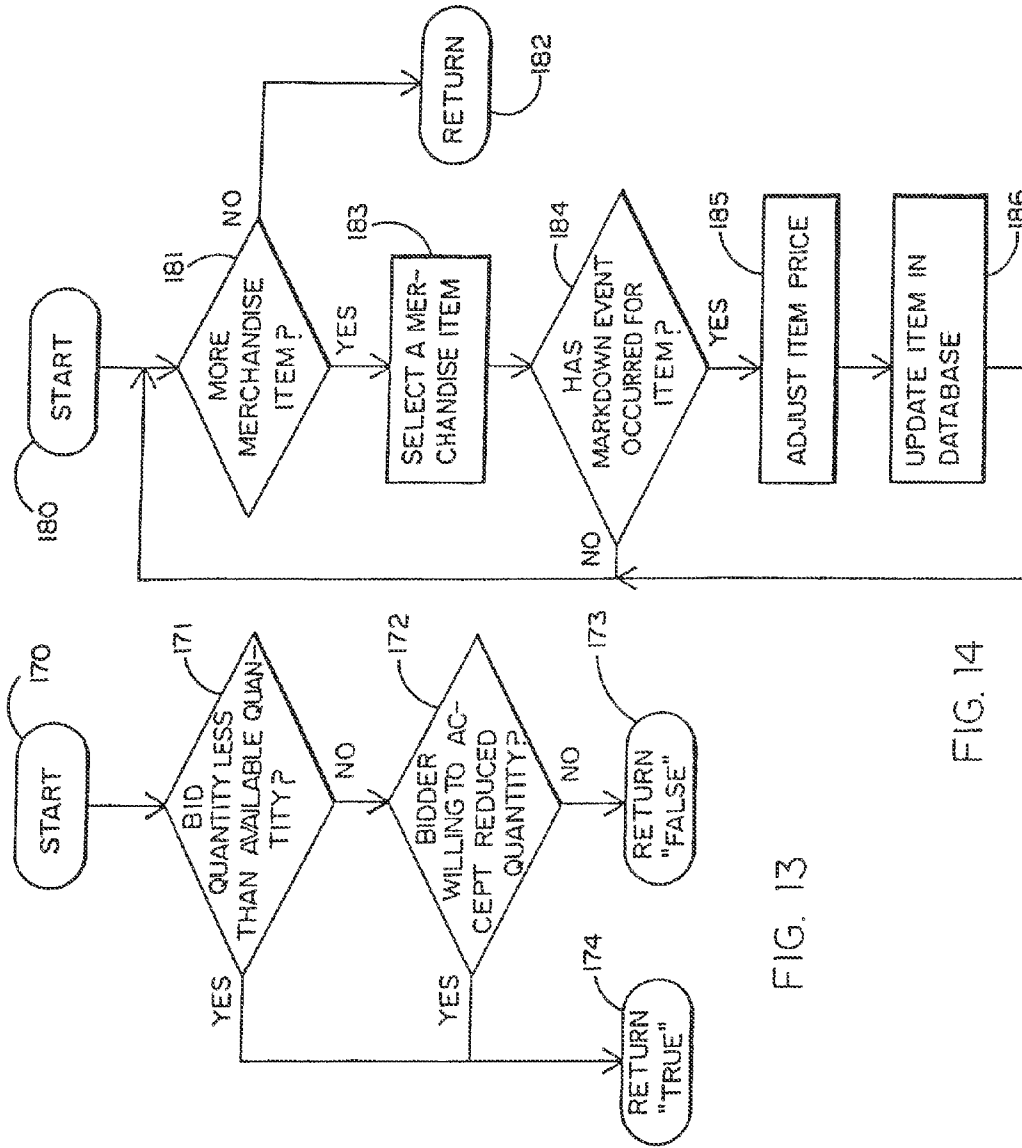 170
START
171
BID
QUANTITY LESS
THAN AVAILABLE QUAN-
TITY?
YES
NO
172
BIDDER
WILLING TO AC-
CEPT REDUCED
QUANTITY?
YES
NO
174
RETURN
"TRUE"
173
RETURN
"FALSE"
FIG. 13
180
START
181
MORE
MERCHANDISE
ITEM?
NO
YES
RETURN
182
183
SELECT A MER-
CHANDISE ITEM
184
HAS
MARKDOWN EVENT
OCCURRED FOR
ITEM?
NO
YES
185
ADJUST ITEM PRICE
UPDATE ITEM IN
DATABASE
186
FIG. 14